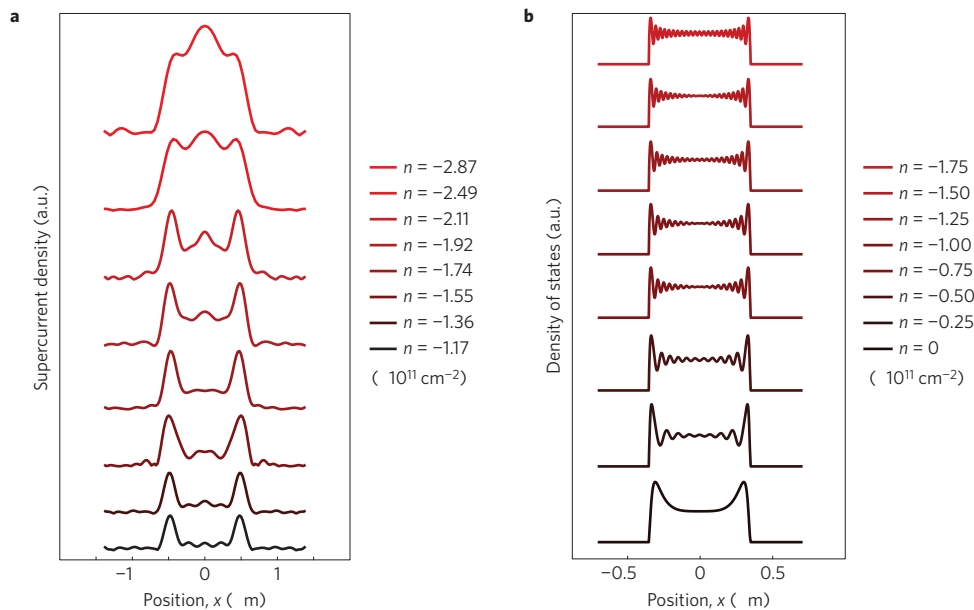 a
Supercurrent density (a.u.)
−1
0
1
Position, x ( m)
n = −2.87
n = −2.49
n = −2.11
n = −1.92
n = −1.74
n = −1.55
n = −1.36
n = −1.17
( 10¹¹ cm⁻²)
b
Density of states (a.u.)
−0.5
0
0.5
Position, x ( m)
n = −1.75
n = −1.50
n = −1.25
n = −1.00
n = −0.75
n = −0.50
n = −0.25
n = 0
( 10¹¹ cm⁻²)